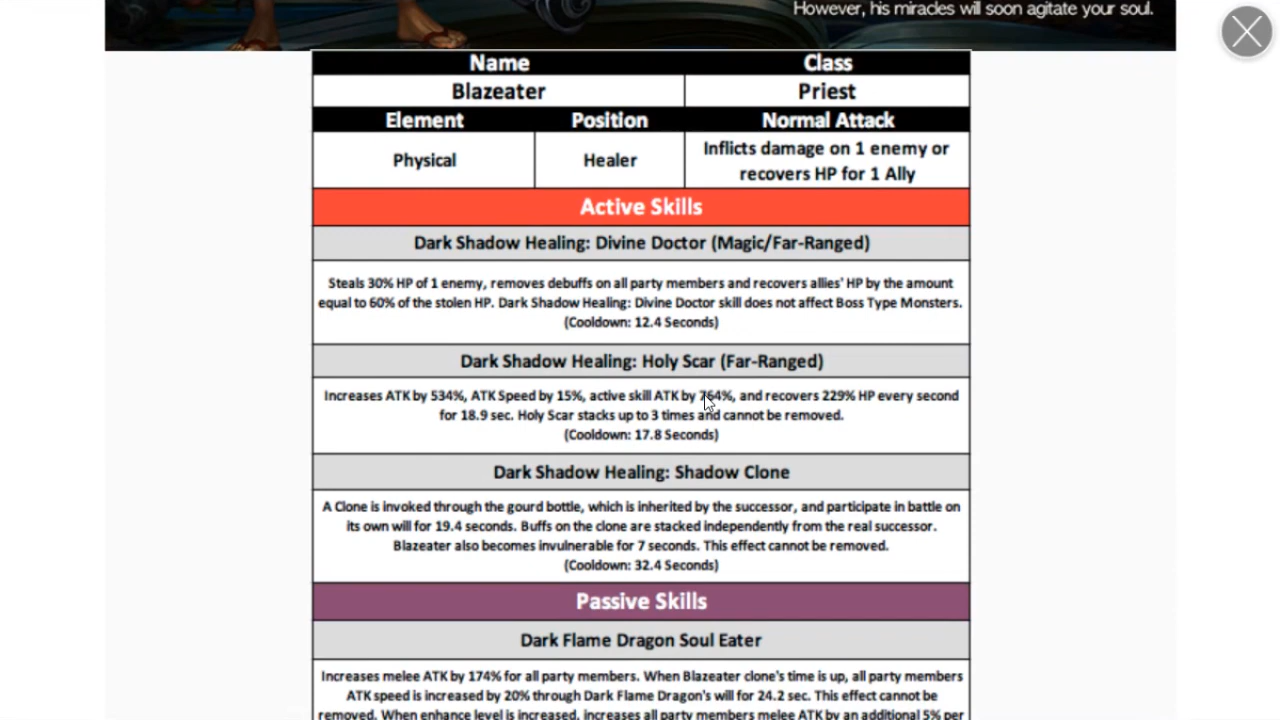 However, his miracles will soon agitate your soul.
Name Class
Blazeater Priest
Element Position Normal Attack
Physical Healer Inflicts damage on 1 enemy or
recovers HP for 1 Ally
Active Skills
Dark Shadow Healing: Divine Doctor (Magic/Far-Ranged)
Steals 30% HP of 1 enemy, removes debuffs on all party members and recovers allies' HP by the amount
equal to 60% of the stolen HP. Dark Shadow Healing: Divine Doctor skill does not affect Boss Type Monsters.
(Cooldown: 12.4 Seconds)
Dark Shadow Healing: Holy Scar (Far-Ranged)
Increases ATK by 534%, ATK Speed by 15%, active skill ATK by 764%, and recovers 229% HP every second
for 18.9 sec. Holy Scar stacks up to 3 times and cannot be removed.
(Cooldown: 17.8 Seconds)
Dark Shadow Healing: Shadow Clone
A Clone is invoked through the gourd bottle, which is inherited by the successor, and participate in battle on
its own will for 19.4 seconds. Buffs on the clone are stacked independently from the real successor.
Blazeater also becomes invulnerable for 7 seconds. This effect cannot be removed.
(Cooldown: 32.4 Seconds)
Passive Skills
Dark Flame Dragon Soul Eater
Increases melee ATK by 174% for all party members. When Blazeater clone's time is up, all party members
ATK speed is increased by 20% through Dark Flame Dragon's will for 24.2 sec. This effect cannot be
removed. When enhance level is increased, increases all party members melee ATK by an additional 5% per